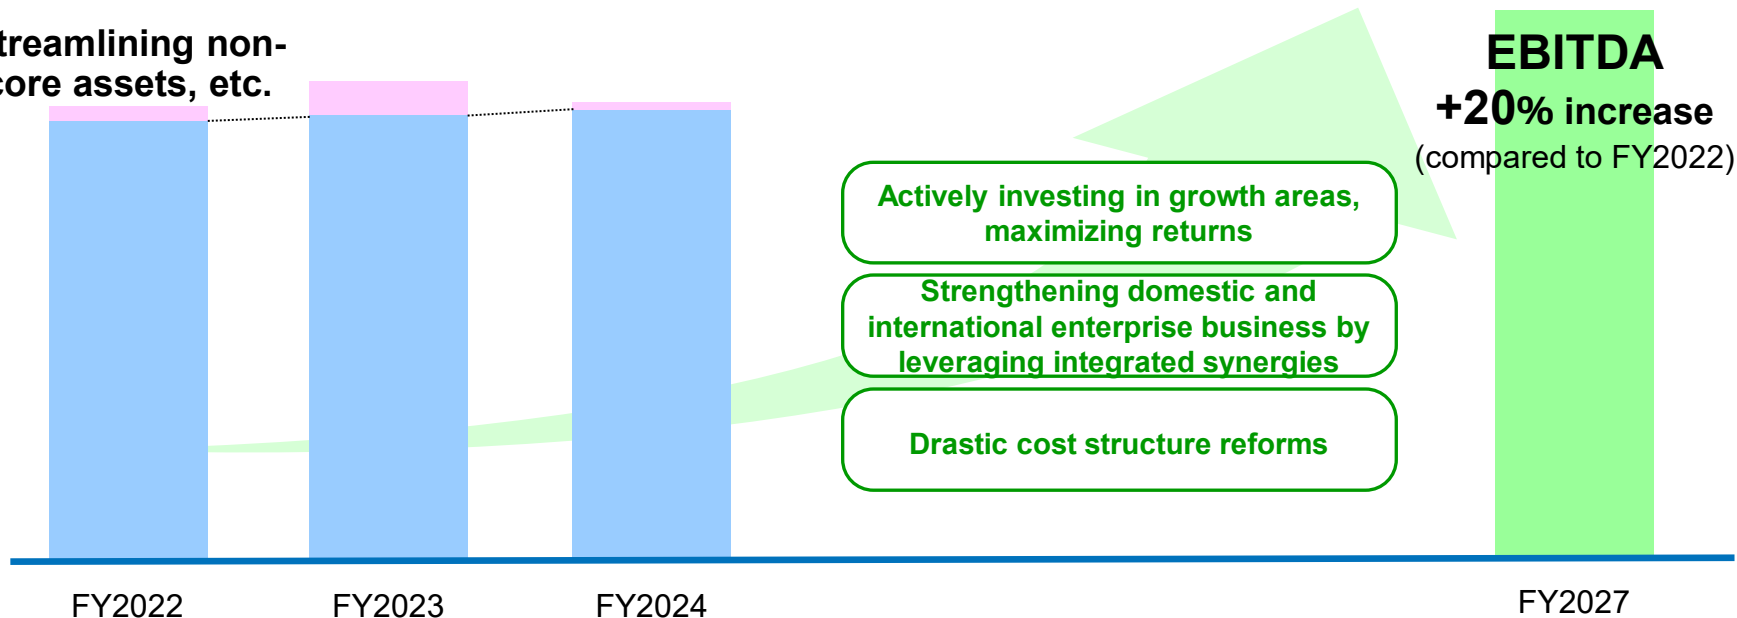 treamlining non-
core assets, etc.
EBITDA
+20% increase
(compared to FY2022)
Actively investing in growth areas,
maximizing returns
Strengthening domestic and
international enterprise business by
leveraging integrated synergies
Drastic cost structure reforms
FY2022
FY2023
FY2024
FY2027